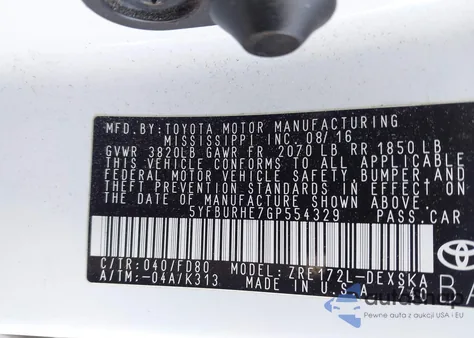 MFD.BY:TOYOTA MOTOR MANUFACTURING
MISSISSIPPI INC. 08/16
GVWR 3820LB GAWR FR 2070 LB RR 1850 LB
THIS VEHICLE CONFORMS TO ALL APPLICABLE
FEDERAL MOTOR VEHICLE SAFETY, BUMPER, AND
THEFT PREVENTION STANDARDS IN EFFECT ON
THE DATE OF MANUFACTURE SHOWN ABOVE.
5YFBURHE7GP554329 PASS.CAR
C/TR: 040/FD80 MODEL: ZRE172L-DEXSKA
A/TM: -04A/K313 MADE IN U.S.A.
Pewne auta z aukcji USA i EU